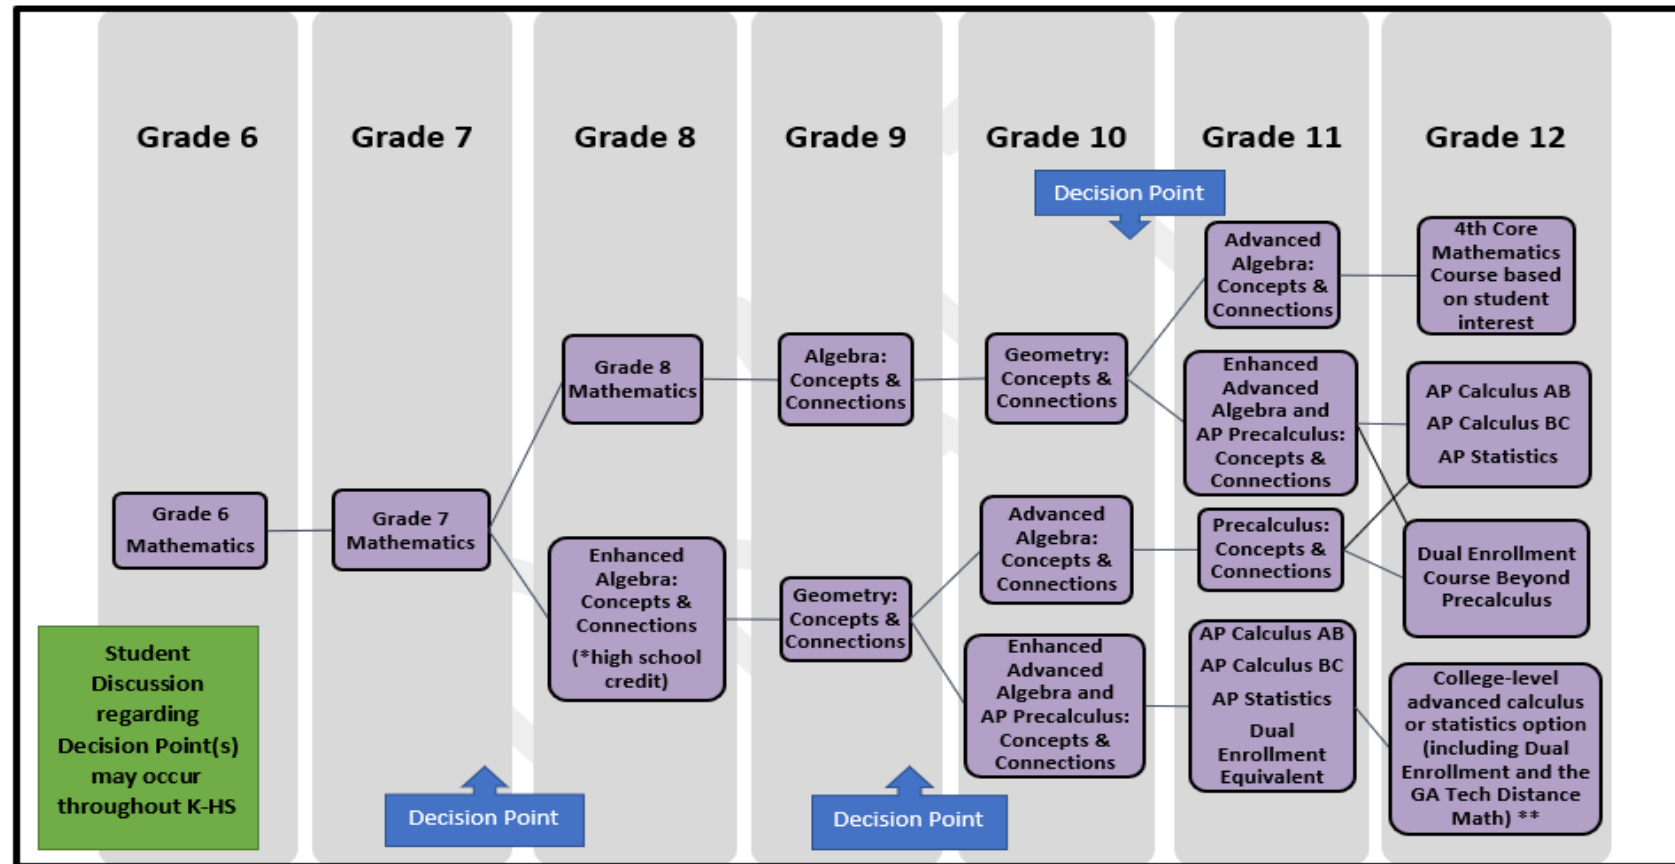 Grade 6
Grade 7
Grade 8
Grade 9
Grade 10
Grade 11
Grade 12
Decision Point
Grade 6
Mathematics
Grade 7
Mathematics
Grade 8
Mathematics
Enhanced
Algebra:
Concepts &
Connections
(*high school
credit)
Algebra:
Concepts &
Connections
Geometry:
Concepts &
Connections
Geometry:
Concepts &
Connections
Advanced
Algebra:
Concepts &
Connections
Enhanced
Advanced
Algebra and
AP Precalculus:
Concepts &
Connections
Advanced
Algebra:
Concepts &
Connections
Enhanced
Advanced
Algebra and
AP Precalculus:
Concepts &
Connections
Precalculus:
Concepts &
Connections
AP Calculus AB
AP Calculus BC
AP Statistics
Dual
Enrollment
Equivalent
4th Core
Mathematics
Course based
on student
interest
AP Calculus AB
AP Calculus BC
AP Statistics
Dual Enrollment
Course Beyond
Precalculus
College-level
advanced calculus
or statistics option
(including Dual
Enrollment and the
GA Tech Distance
Math) **
Student
Discussion
regarding
Decision Point(s)
may occur
throughout K-HS
Decision Point
Decision Point